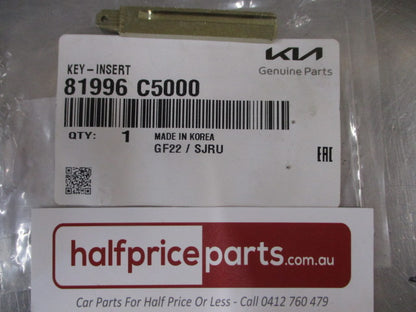 KEY-INSERT
81996 C5000
KIA
Genuine Parts
QTY: 1
MADE IN KOREA
GF22 / SJRU
EAC
halfpriceparts.com.au
Car Parts For Half Price Or Less - Call 0412 760 479